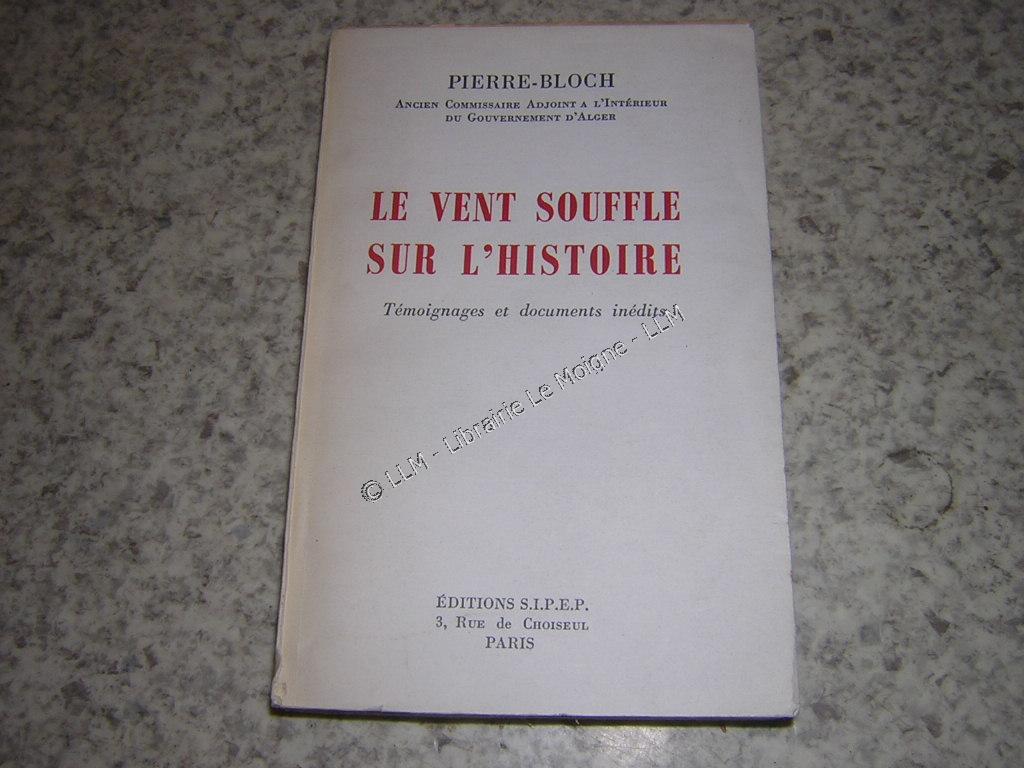 PIERRE-BLOCH
ANCIEN COMMISSAIRE ADJOINT A L'INTÉRIEUR
DU GOUVERNEMENT D'ALGER
LE VENT SOUFFLE
SUR L'HISTOIRE
Témoignages et documents inédits
© LLM - Librairie Le Moigne - LLM
ÉDITIONS S.I.P.E.P.
3, RUE DE CHOISEUL
PARIS